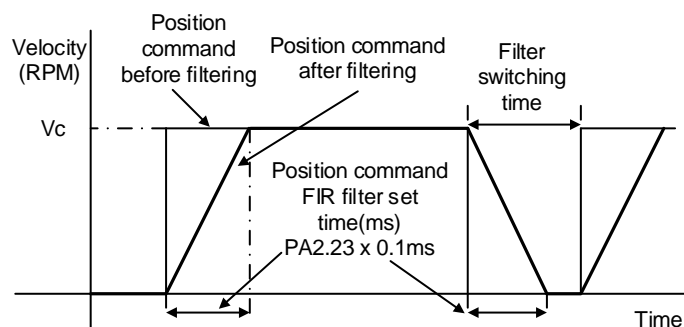 Velocity
(RPM)
Position
command
before filtering
Position command
after filtering
Filter
switching
time
Vc
Position command
FIR filter set
time(ms)
PA2.23 x 0.1ms
Time